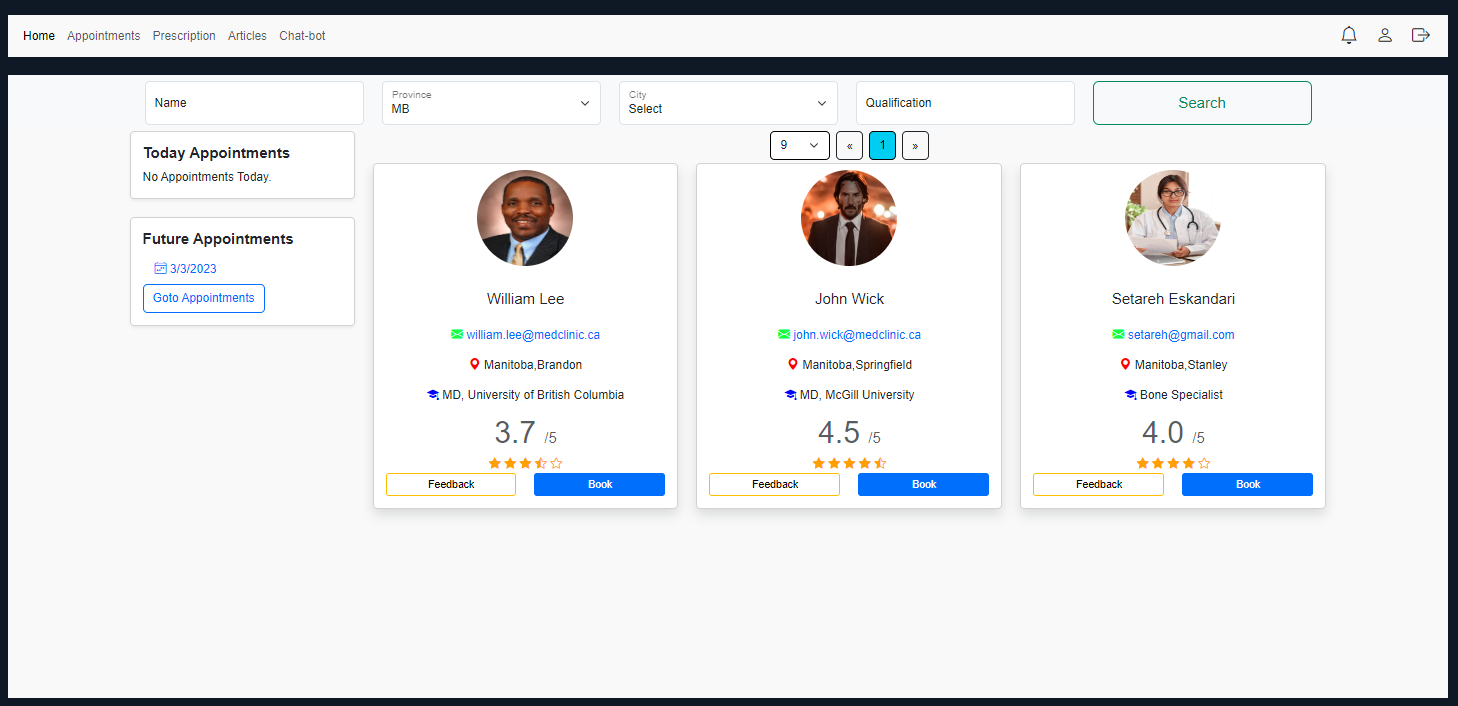 Home Appointments Prescription Articles Chat-bot
Name
Province
MB
City
Select
Qualification
Search
Today Appointments
No Appointments Today.
Future Appointments
3/3/2023
Goto Appointments
9 « 1 »
William Lee
william.lee@medclinic.ca
Manitoba,Brandon
MD, University of British Columbia
3.7 /5
Feedback Book
John Wick
john.wick@medclinic.ca
Manitoba,Springfield
MD, McGill University
4.5 /5
Feedback Book
Setareh Eskandari
setareh@gmail.com
Manitoba,Stanley
Bone Specialist
4.0 /5
Feedback Book